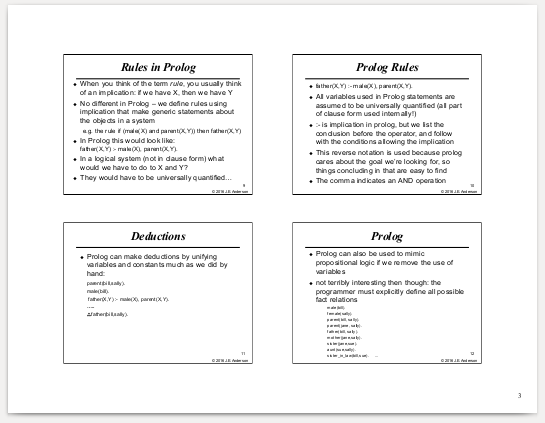 Rules in Prolog
When you think of the term rule, you usually think
of an implication: if we have X, then we have Y
No different in Prolog – we define rules using
implication that make generic statements about
the objects in a system
e.g. the rule if (male(X) and parent(X,Y)) then father(X,Y)
In Prolog this would look like:
father(X,Y) :- male(X), parent(X,Y).
In a logical system (not in clause form) what
would we have to do to X and Y?
They would have to be universally quantified…
9
© 2016 J.E. Anderson
Prolog Rules
father(X,Y) :- male(X), parent(X,Y).
All variables used in Prolog statements are
assumed to be universally quantified (all part
of clause form used internally!)
:- is implication in prolog, but we list the
conclusion before the operator, and follow
with the conditions allowing the implication
This reverse notation is used because prolog
cares about the goal we're looking for, so
things concluding in that are easy to find
The comma indicates an AND operation
10
Deductions
Prolog can make deductions by unifying
variables and constants much as we did by
hand:
parent(bill,sally).
male(bill).
father(X,Y) :- male(X), parent(X,Y).
father(bill,sally).
11
Prolog
Prolog can also be used to mimic
propositional logic if we remove the use of
variables
not terribly interesting then though: the
programmer must explicitly define all possible
fact relations
male(bill).
female(sally).
parent(bill,sally).
parent(jane,sally).
father(bill,sally).
mother(jane,sally).
sister(jane,sue).
aunt(sue,sally).
sister_in_law(bill,sue). …
12
3